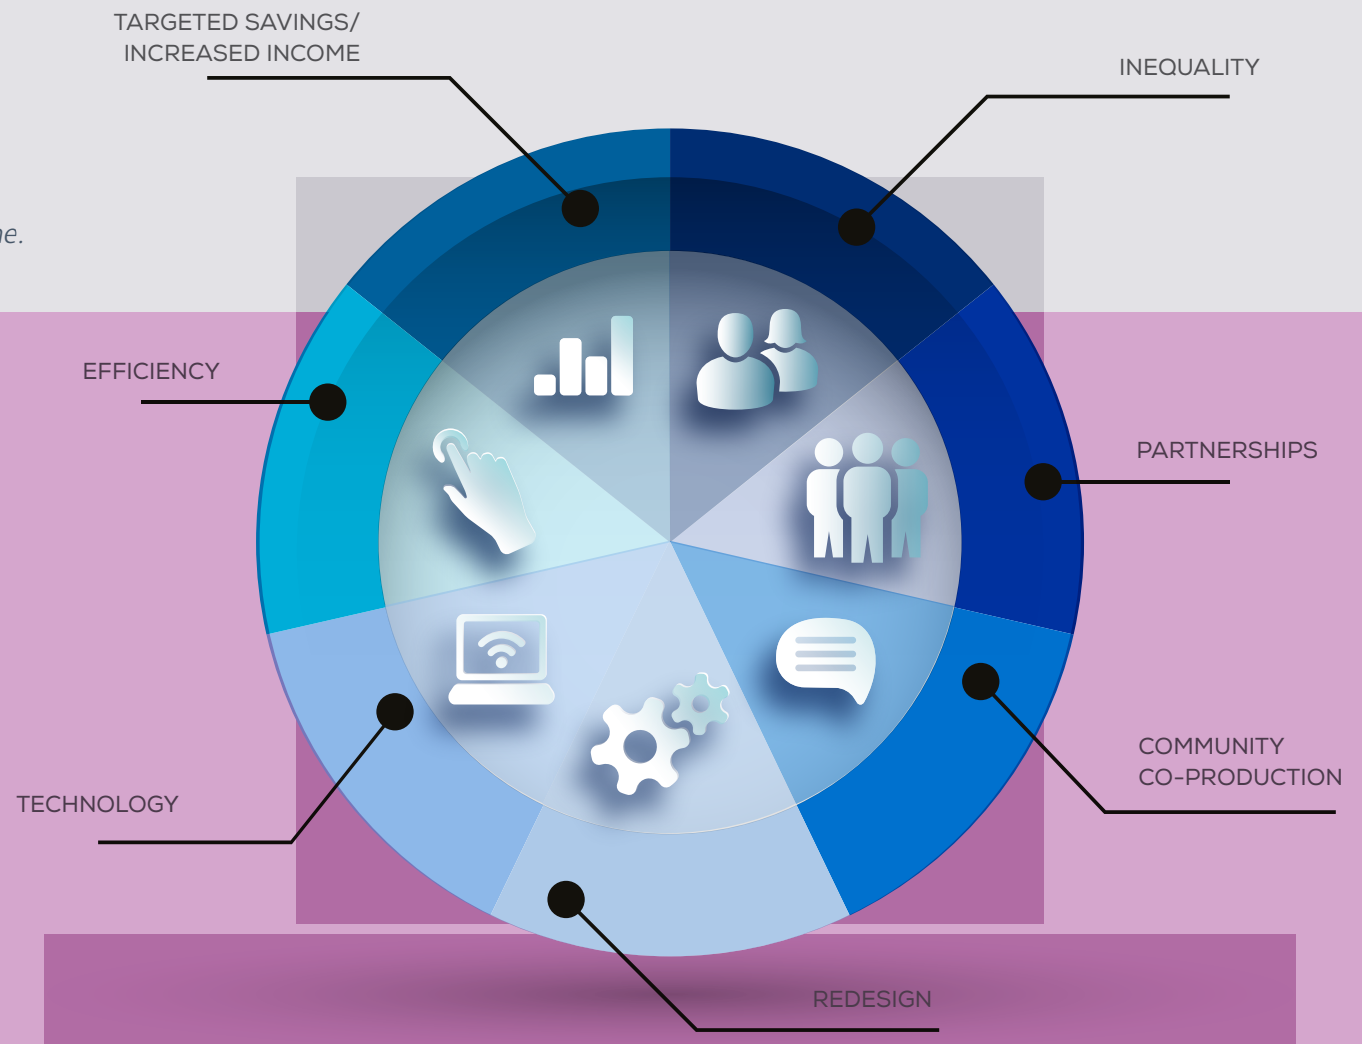 TARGETED SAVINGS/
INCREASED INCOME
INEQUALITY
EFFICIENCY
PARTNERSHIPS
COMMUNITY
CO-PRODUCTION
TECHNOLOGY
REDESIGN